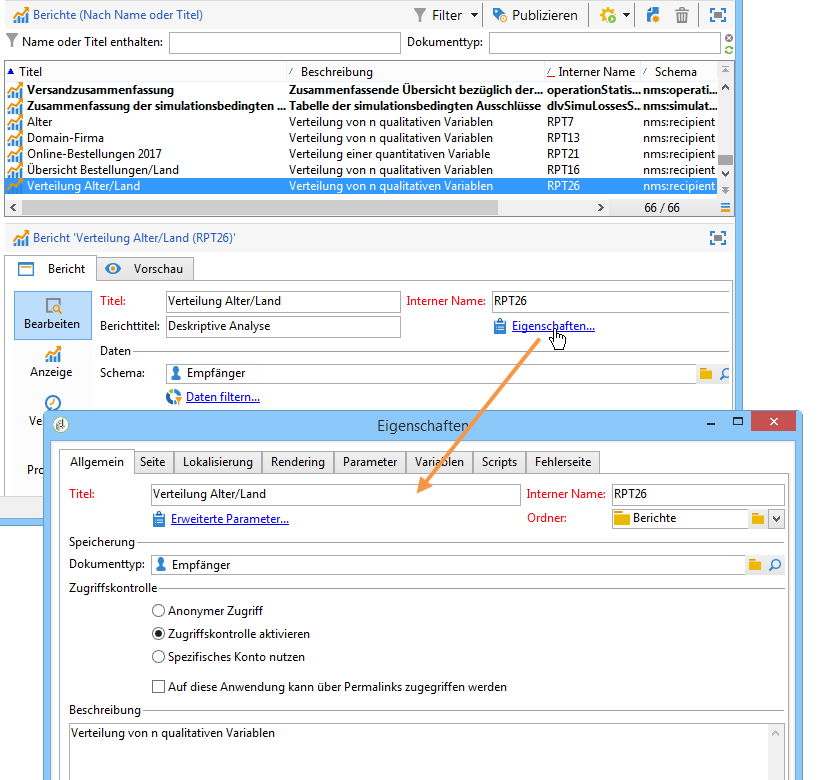 Berichte (Nach Name oder Titel) Filter Publizieren
Name oder Titel enthalten: Dokumenttyp:
Titel Beschreibung Interner Name Schema
Versandzusammenfassung Zusammenfassende Übersicht bezüglich der... operationStatis... nms:operati...
Zusammenfassung der simulationsbedingten ... Tabelle der simulationsbedingten Ausschlüsse dlvSimuLossesS... nms:simulat...
Alter Verteilung von n qualitativen Variablen RPT7 nms:recipient
Domain-Firma Verteilung von n qualitativen Variablen RPT13 nms:recipient
Online-Bestellungen 2017 Verteilung einer quantitativen Variable RPT21 nms:recipient
Übersicht Bestellungen/Land Verteilung von n qualitativen Variablen RPT16 nms:recipient
Verteilung Alter/Land Verteilung von n qualitativen Variablen RPT26 nms:recipient
66 / 66
Bericht 'Verteilung Alter/Land (RPT26)'
Bericht Vorschau
Bearbeiten
Anzeige
Ve
Pro
Titel: Verteilung Alter/Land Interner Name: RPT26
Berichttitel: Deskriptive Analyse Eigenschaften...
Daten
Schema: Empfänger
Daten filtern...
Eigenschaften
Allgemein Seite Lokalisierung Rendering Parameter Variablen Scripts Fehlerseite
Titel: Verteilung Alter/Land Interner Name: RPT26
Erweiterte Parameter... Ordner: Berichte
Speicherung
Dokumenttyp: Empfänger
Zugriffskontrolle
Anonymer Zugriff
Zugriffskontrolle aktivieren
Spezifisches Konto nutzen
Auf diese Anwendung kann über Permalinks zugegriffen werden
Beschreibung
Verteilung von n qualitativen Variablen